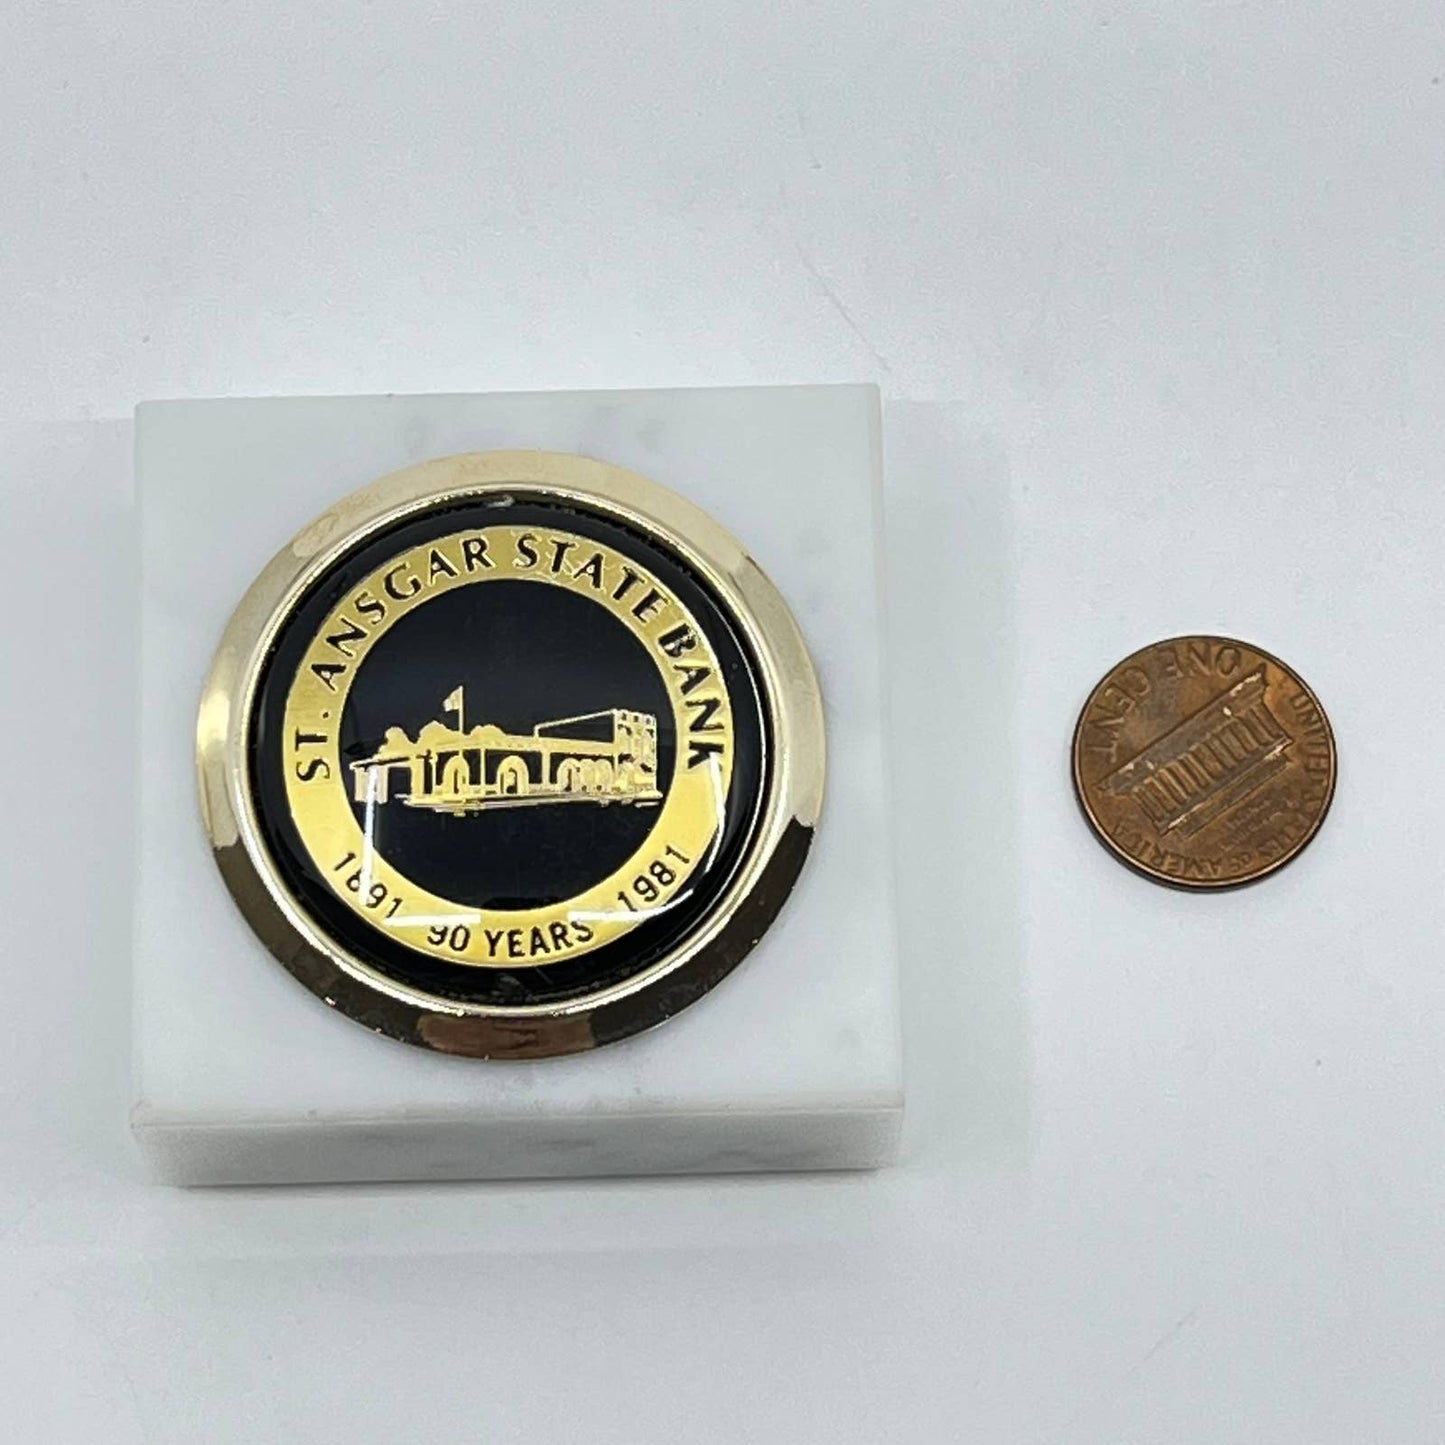 ST. ANSGAR STATE BANK
1891 90 YEARS 1981
ONE CENT
UNITED STATES OF AMERICA